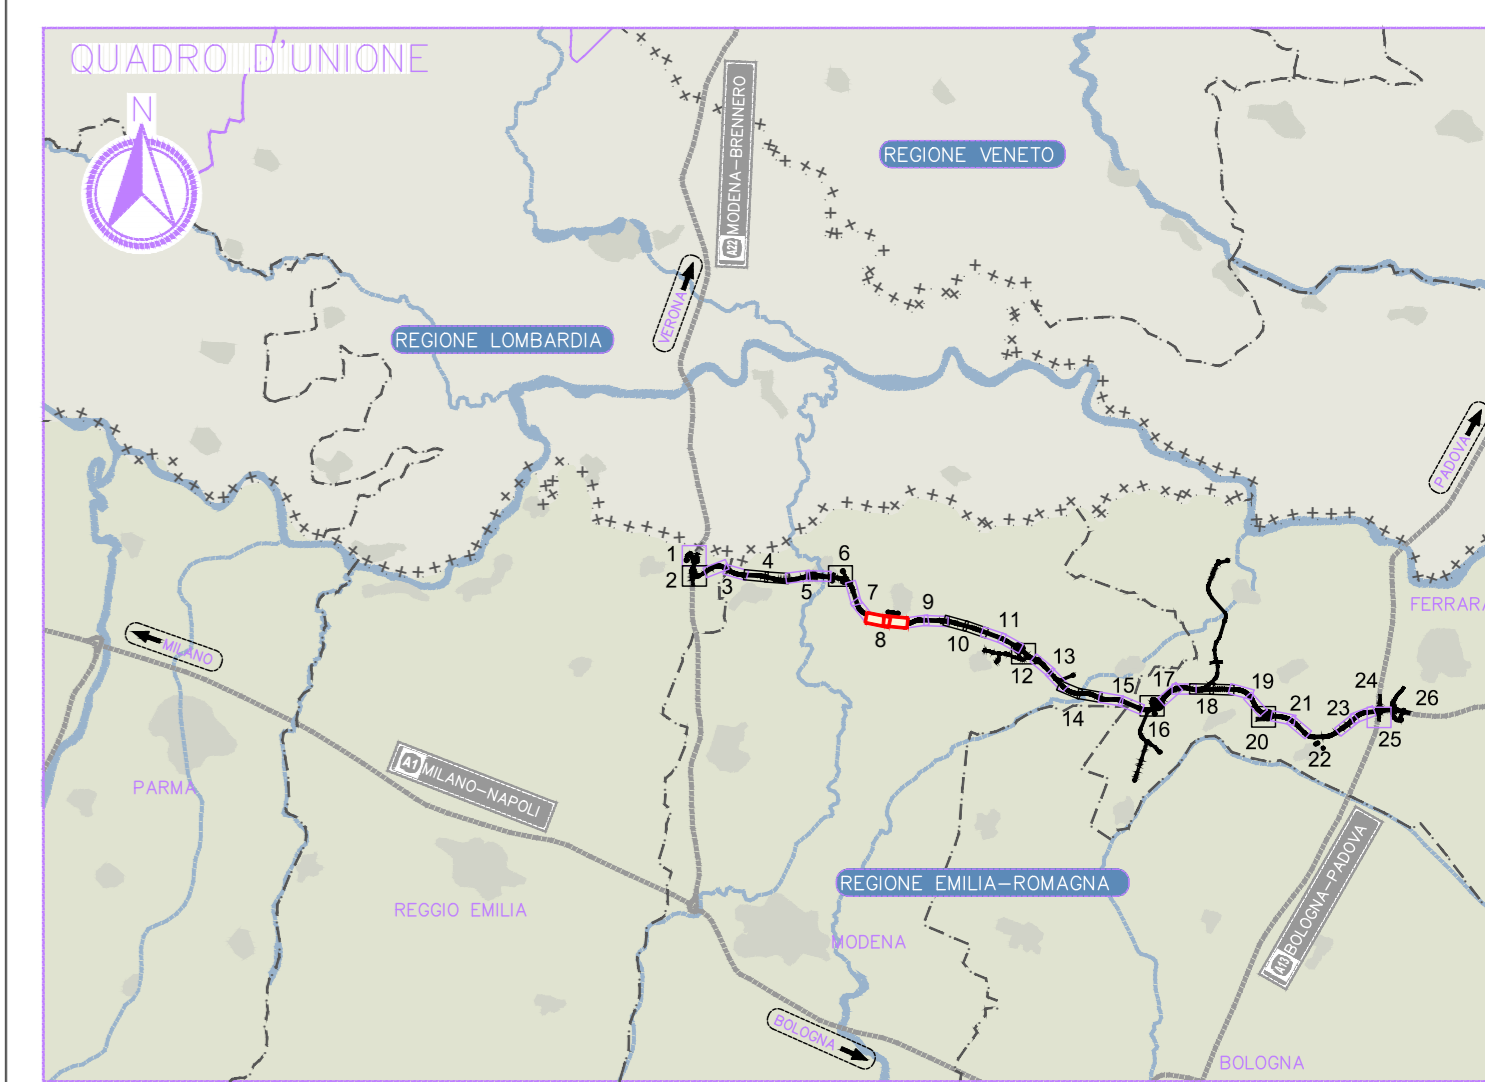 QUADRO D'UNIONE
N
A22 MODENA-BRENNERO
REGIONE VENETO
VERONA
REGIONE LOMBARDIA
PADOVA
1
2
3
4
5
6
7
8
9
10
11
12
13
14
15
16
17
18
19
20
21
22
23
24
25
26
FERRARA
MILANO
PARMA
A1 MILANO-NAPOLI
REGGIO EMILIA
REGIONE EMILIA-ROMAGNA
MODENA
A13 BOLOGNA-PADOVA
BOLOGNA
BOLOGNA